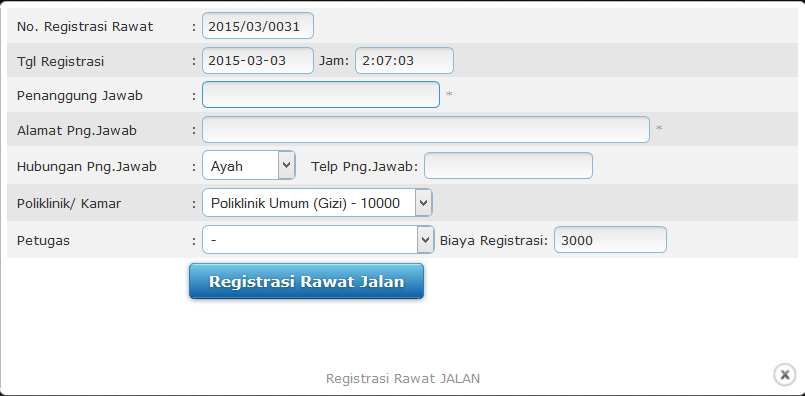 No. Registrasi Rawat : 2015/03/0031
Tgl Registrasi : 2015-03-03 Jam: 2:07:03
Penanggung Jawab : *
Alamat Png.Jawab : *
Hubungan Png.Jawab : Ayah Telp Png.Jawab:
Poliklinik/ Kamar : Poliklinik Umum (Gizi) - 10000
Petugas : - Biaya Registrasi: 3000
Registrasi Rawat Jalan
Registrasi Rawat JALAN